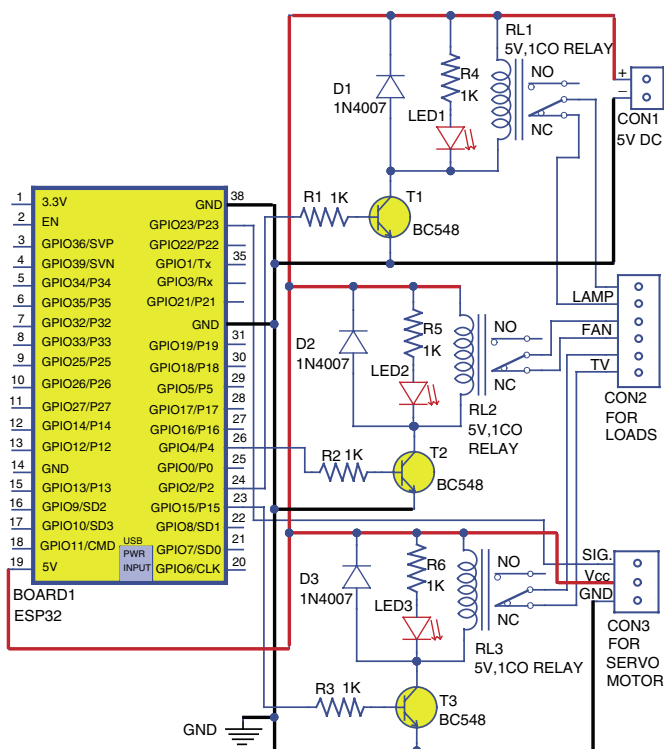 RL1
5V,1CO RELAY
D1
1N4007
R4
1K
LED1
NO
NC
+
–
CON1
5V DC
R1 1K
T1
BC548
1
2
3
4
5
6
7
8
9
10
11
12
13
14
15
16
17
18
19
3.3V
EN
GPIO36/SVP
GPIO39/SVN
GPIO34/P34
GPIO35/P35
GPIO32/P32
GPIO33/P33
GPIO25/P25
GPIO26/P26
GPIO27/P27
GPIO14/P14
GPIO12/P12
GND
GPIO13/P13
GPIO9/SD2
GPIO10/SD3
GPIO11/CMD
5V
USB
PWR
INPUT
GND
GPIO23/P23
GPIO22/P22
GPIO1/Tx
GPIO3/Rx
GPIO21/P21
GND
GPIO19/P19
GPIO18/P18
GPIO5/P5
GPIO17/P17
GPIO16/P16
GPIO4/P4
GPIO0/P0
GPIO2/P2
GPIO15/P15
GPIO8/SD1
GPIO7/SD0
GPIO6/CLK
38
35
31
30
29
28
27
26
25
24
23
22
21
20
BOARD1
ESP32
D2
1N4007
R5
1K
LED2
NO
NC
RL2
5V,1CO
RELAY
R2 1K
T2
BC548
LAMP
FAN
TV
CON2
FOR
LOADS
D3
1N4007
R6
1K
LED3
NO
NC
RL3
5V,1CO RELAY
R3 1K
T3
BC548
SIG.
Vcc
GND
CON3
FOR
SERVO
MOTOR
GND